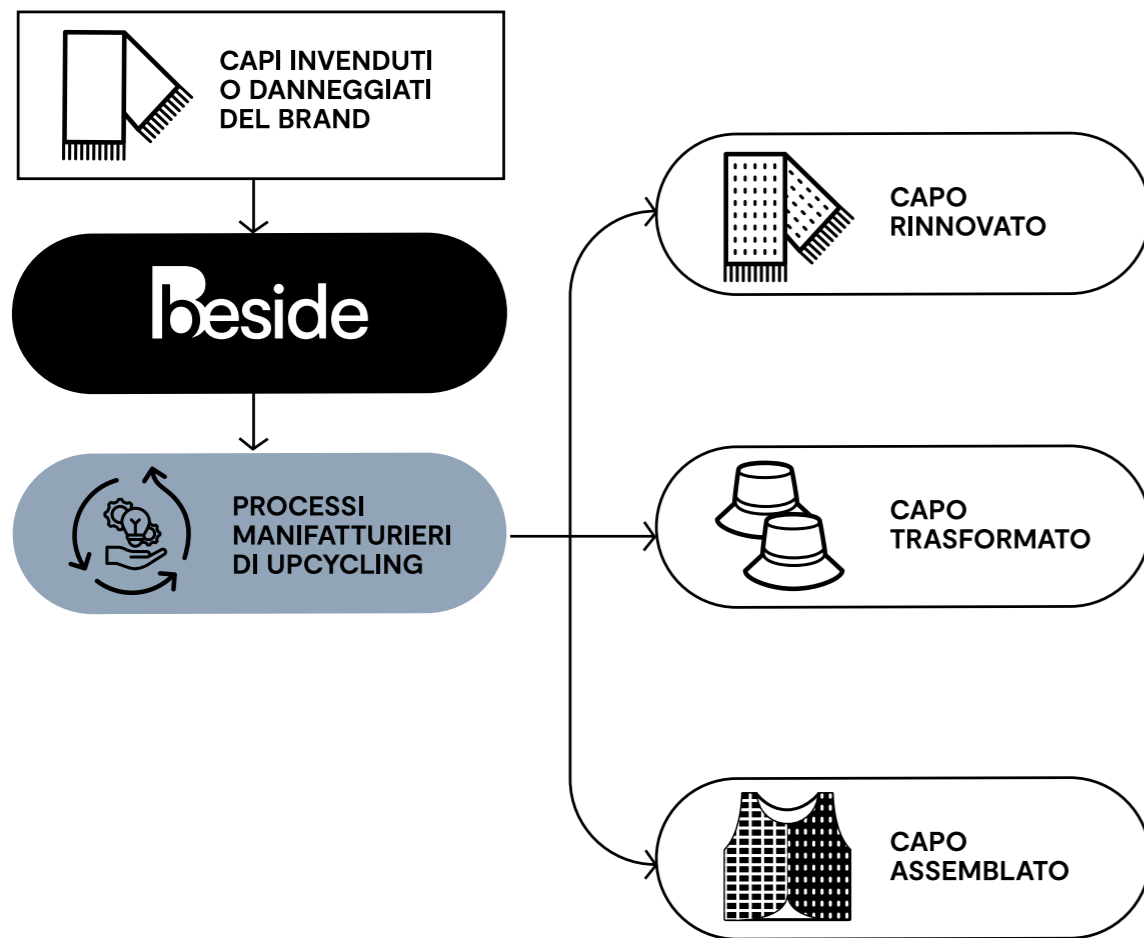 CAPI INVENDUTI
O DANNEGGIATI
DEL BRAND
Beside
PROCESSI
MANIFATTURIERI
DI UPCYCLING
CAPO
RINNOVATO
CAPO
TRASFORMATO
CAPO
ASSEMBLATO